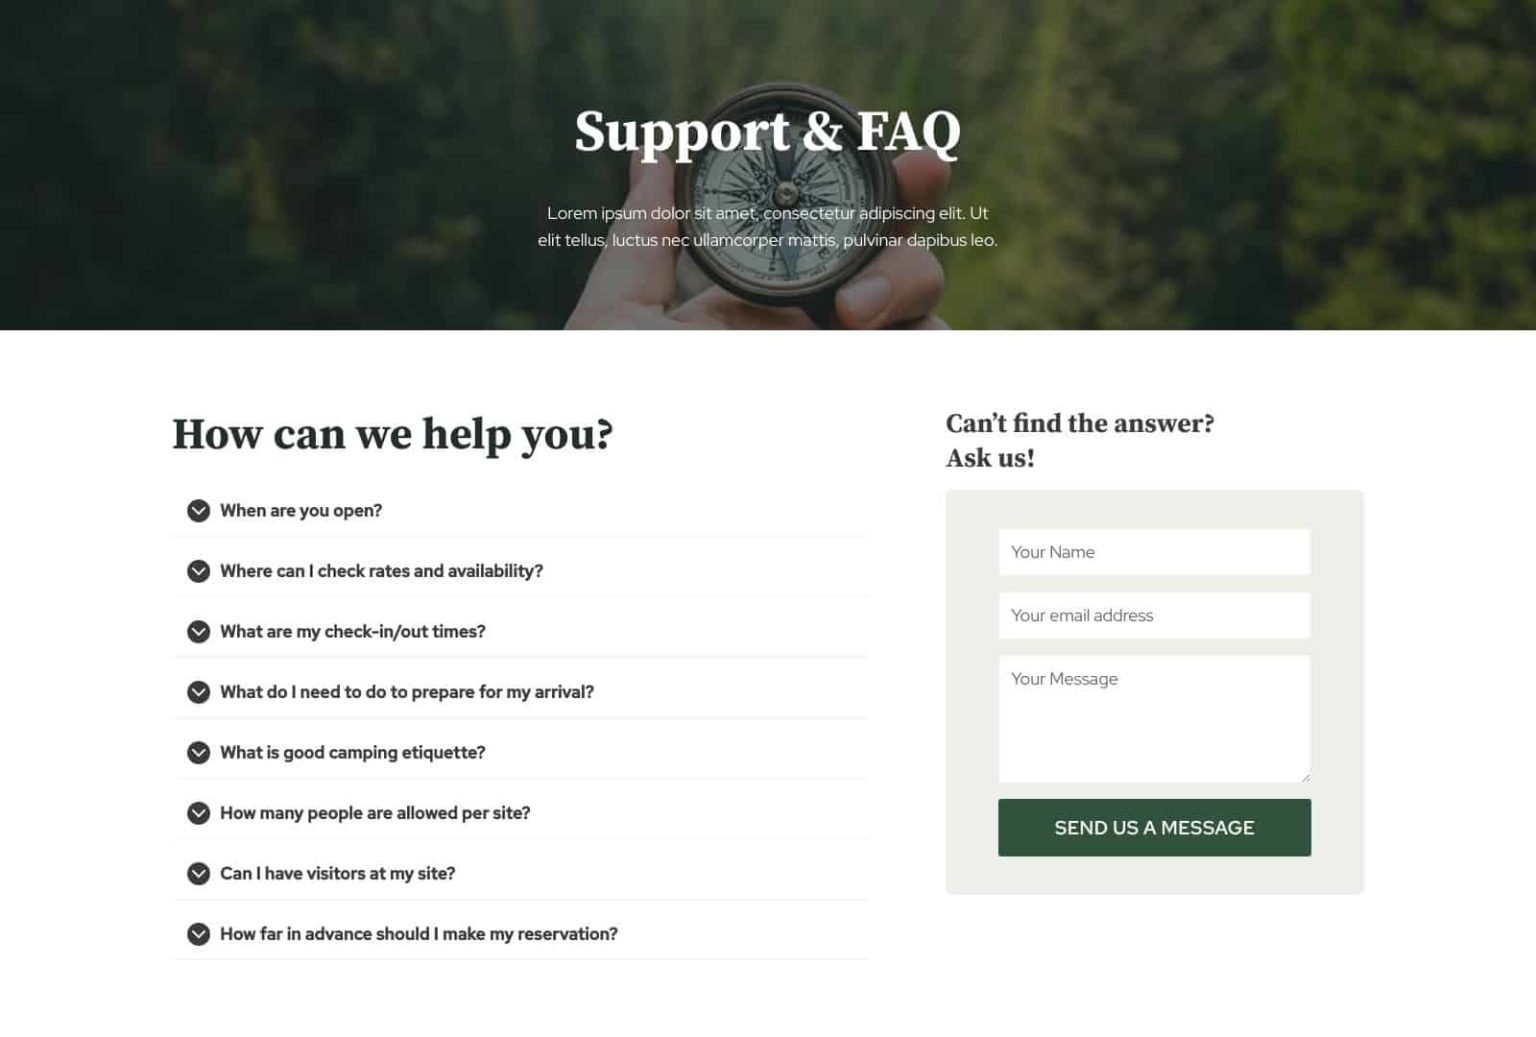 Support & FAQ
Lorem ipsum dolor sit amet, consectetur adipiscing elit. Ut
elit tellus, luctus nec ullamcorper mattis, pulvinar dapibus leo.
How can we help you?
When are you open?
Where can I check rates and availability?
What are my check-in/out times?
What do I need to do to prepare for my arrival?
What is good camping etiquette?
How many people are allowed per site?
Can I have visitors at my site?
How far in advance should I make my reservation?
Can’t find the answer?
Ask us!
Your Name
Your email address
Your Message
SEND US A MESSAGE